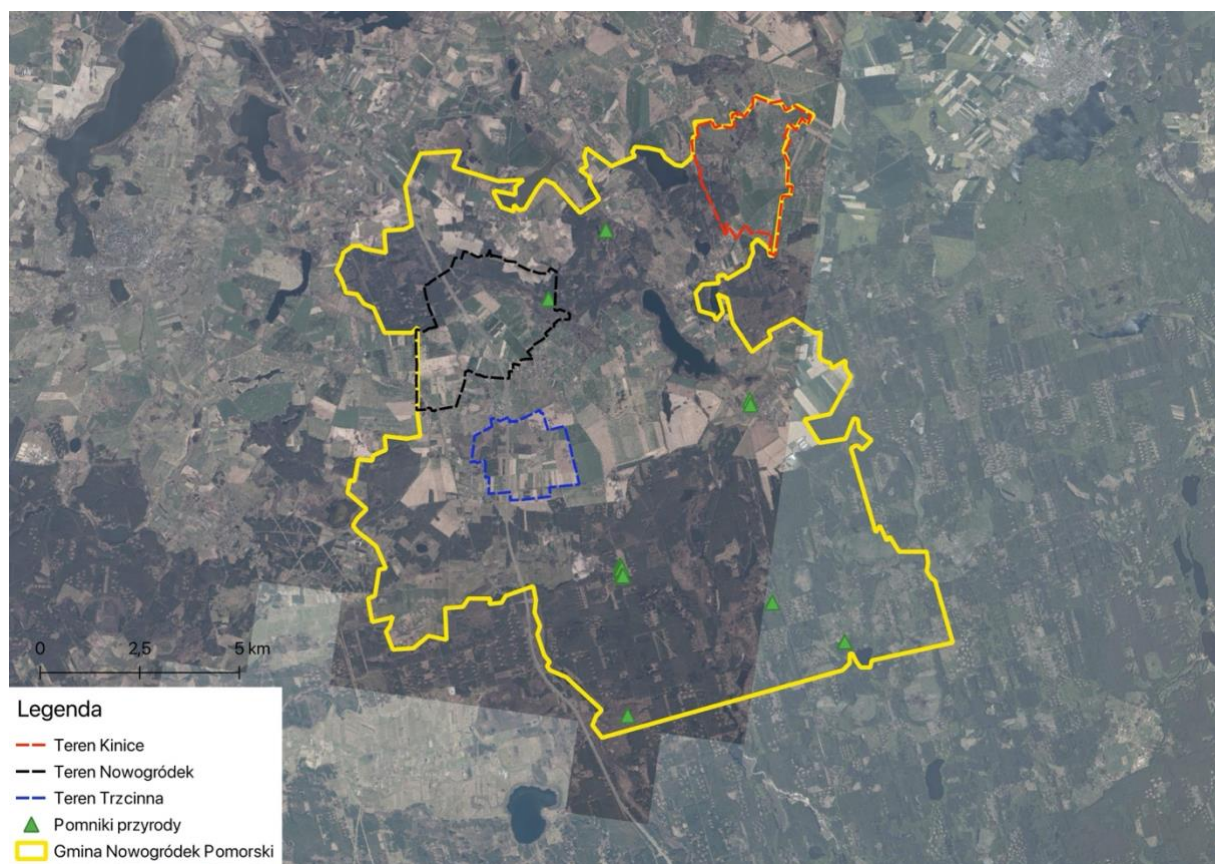 0 2,5 5 km
Legenda
Teren Kinice
Teren Nowogródek
Teren Trzcinna
Pomniki przyrody
Gmina Nowogródek Pomorski